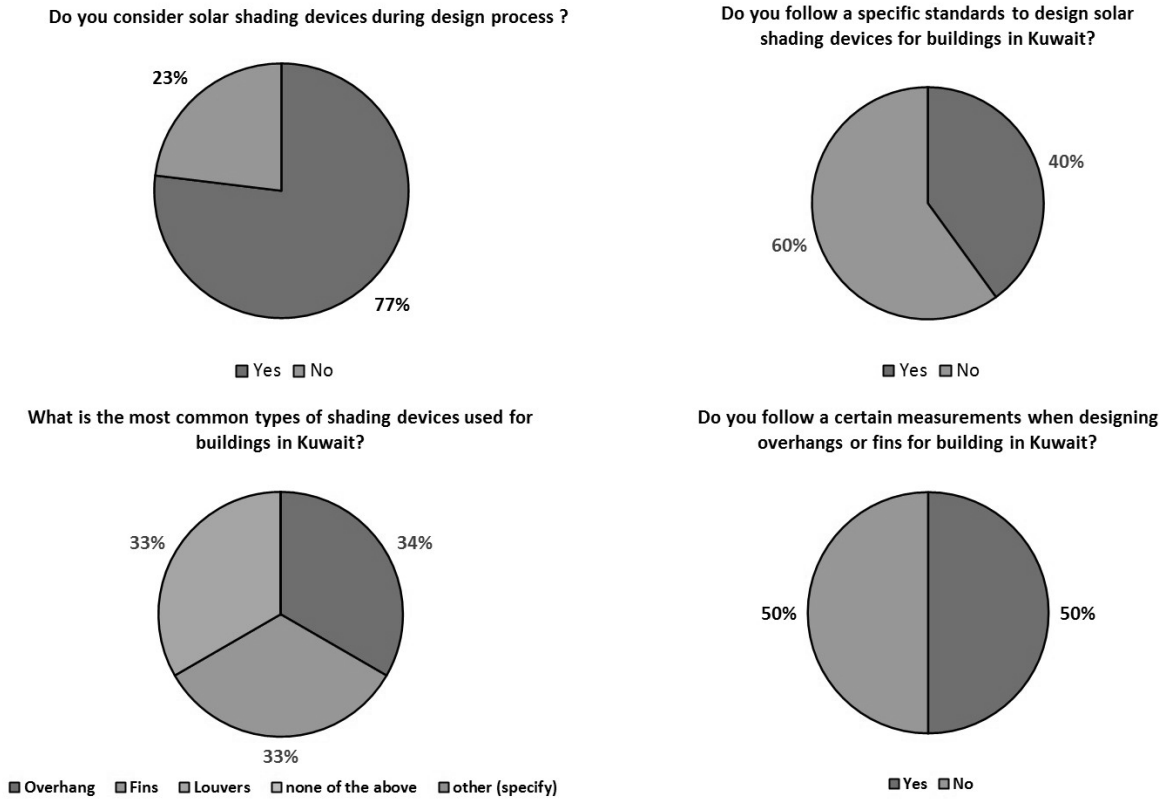 Do you consider solar shading devices during design process ?
23%
77%
Yes No
Do you follow a specific standards to design solar
shading devices for buildings in Kuwait?
40%
60%
Yes No
What is the most common types of shading devices used for
buildings in Kuwait?
33%
34%
33%
Overhang Fins Louvers none of the above other (specify)
Do you follow a certain measurements when designing
overhangs or fins for building in Kuwait?
50%
50%
Yes No